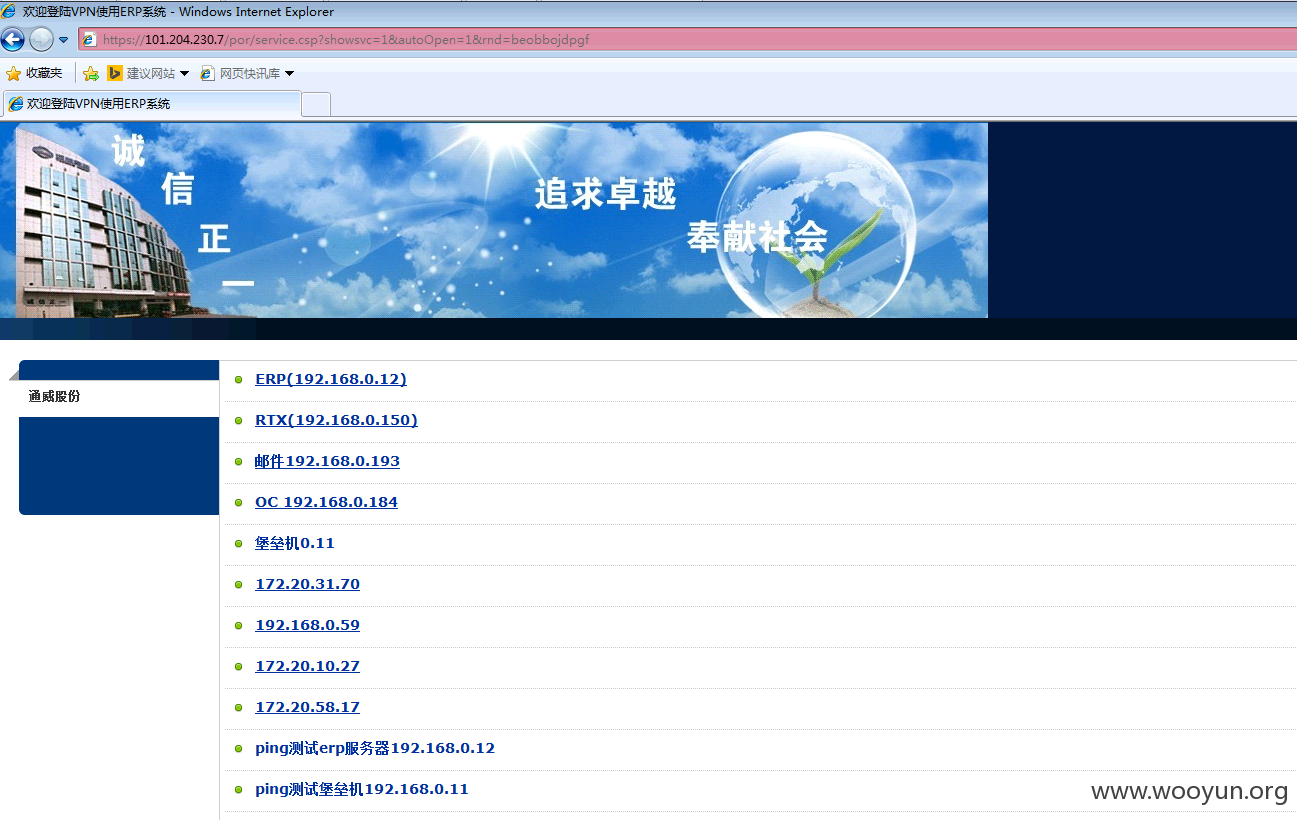 欢迎登陆VPN使用ERP系统 - Windows Internet Explorer
https://101.204.230.7/por/service.csp?showsvc=1&autoOpen=1&rnd=beobbojdpgf
收藏夹 建议网站 网页快讯库
欢迎登陆VPN使用ERP系统
诚
信
正
一
追求卓越
奉献社会
通威股份
ERP(192.168.0.12)
RTX(192.168.0.150)
邮件192.168.0.193
OC 192.168.0.184
堡垒机0.11
172.20.31.70
192.168.0.59
172.20.10.27
172.20.58.17
ping测试erp服务器192.168.0.12
ping测试堡垒机192.168.0.11
www.wooyun.org